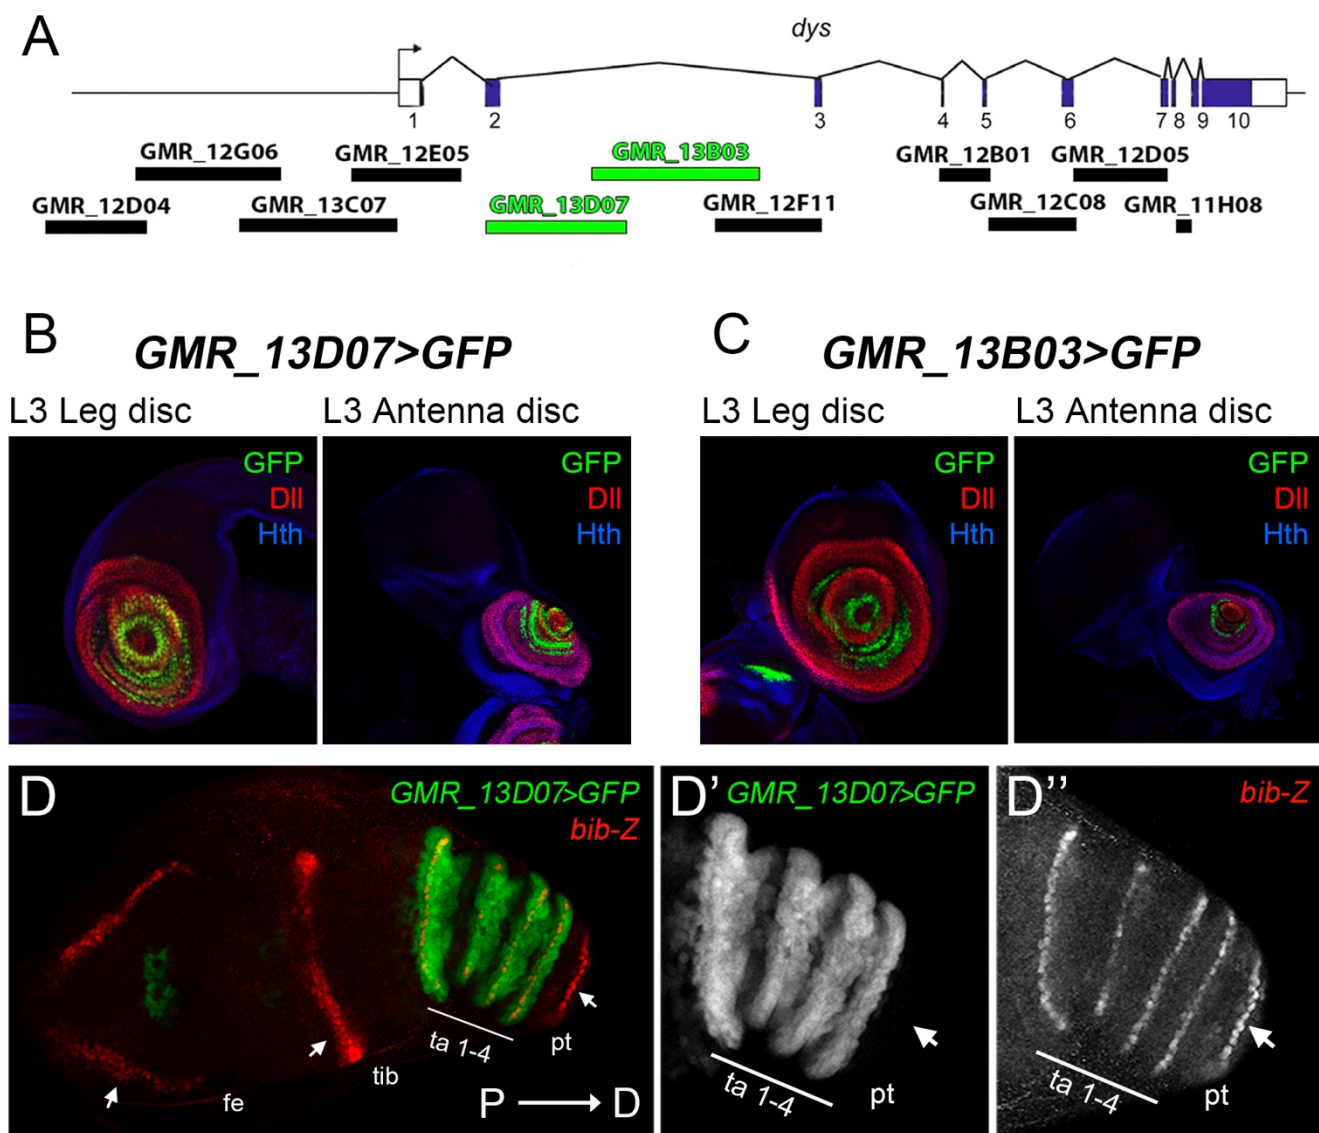 A
dys
1 2 3 4 5 6 7 8 9 10
GMR_12G06 GMR_12E05 GMR_13B03 GMR_12B01 GMR_12D05
GMR_12D04 GMR_13C07 GMR_13D07 GMR_12F11 GMR_12C08 GMR_11H08
B GMR_13D07>GFP
L3 Leg disc L3 Antenna disc
GFP GFP
Dll Dll
Hth Hth
C GMR_13B03>GFP
L3 Leg disc L3 Antenna disc
GFP GFP
Dll Dll
Hth Hth
D GMR_13D07>GFP
bib-Z
ta 1-4
pt
tib
fe
P D
D' GMR_13D07>GFP
ta 1-4
pt
D'' bib-Z
ta 1-4
pt